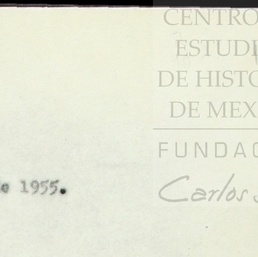 CENTRO
ESTUDI
DE HISTO
DE MEX
FUNDAC
Carlos S
e 1955.